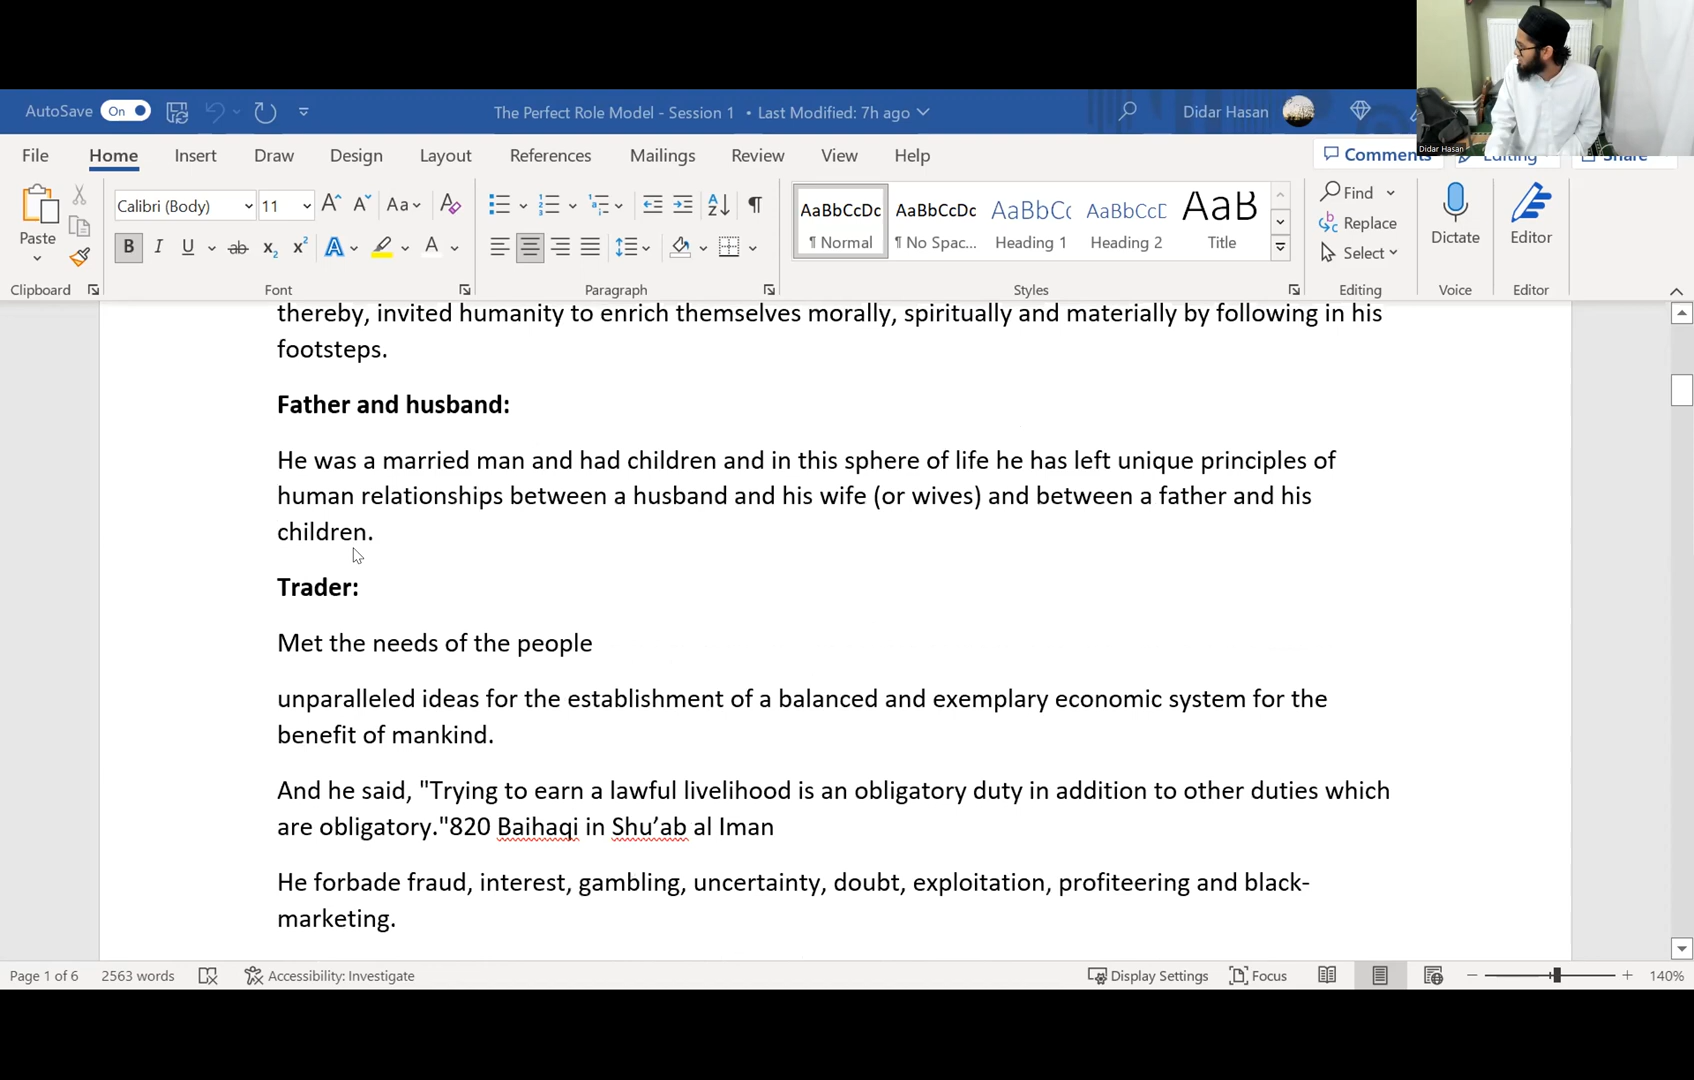 AutoSave On The Perfect Role Model - Session 1 • Last Modified: 7h ago Didar Hasan
Didar Hasan
File Home Insert Draw Design Layout References Mailings Review View Help Comments Editing Share
Calibri (Body) 11 Aa
Paste
B I U ab x₂ x² A A
AaBbCcDc AaBbCcDc AaBbCc AaBbCcD AaB
¶ Normal ¶ No Spac... Heading 1 Heading 2 Title
Find
Replace
Select
Dictate
Editor
Clipboard Font Paragraph Styles Editing Voice Editor
thereby, invited humanity to enrich themselves morally, spiritually and materially by following in his
footsteps.
Father and husband:
He was a married man and had children and in this sphere of life he has left unique principles of
human relationships between a husband and his wife (or wives) and between a father and his
children.
Trader:
Met the needs of the people
unparalleled ideas for the establishment of a balanced and exemplary economic system for the
benefit of mankind.
And he said, "Trying to earn a lawful livelihood is an obligatory duty in addition to other duties which
are obligatory."820 Baihaqi in Shu’ab al Iman
He forbade fraud, interest, gambling, uncertainty, doubt, exploitation, profiteering and black-
marketing.
Page 1 of 6 2563 words Accessibility: Investigate Display Settings Focus 140%